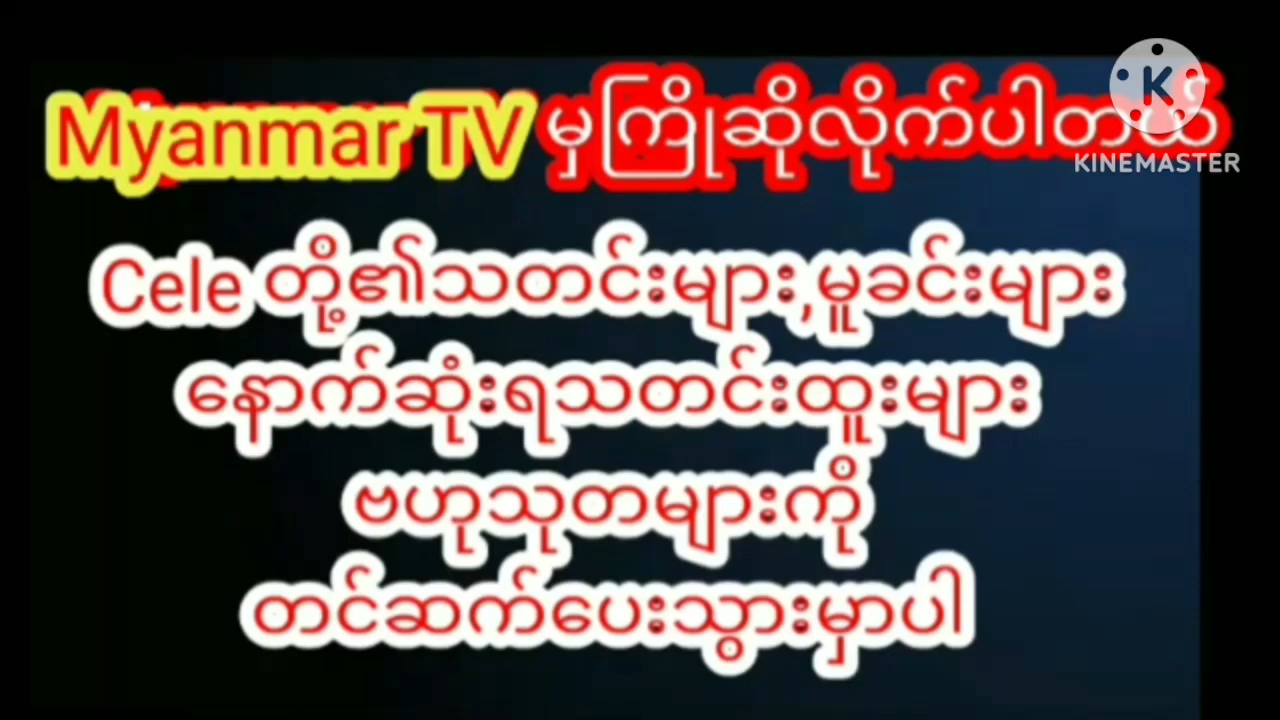 Myanmar TV မှကြိုဆိုလိုက်ပါတယ်
KINEMASTER
Cele တို့၏သတင်းများ,မူခင်းများ
နောက်ဆုံးရသတင်းထူးများ
ဗဟုသုတများကို
တင်ဆက်ပေးသွားမှာပါ